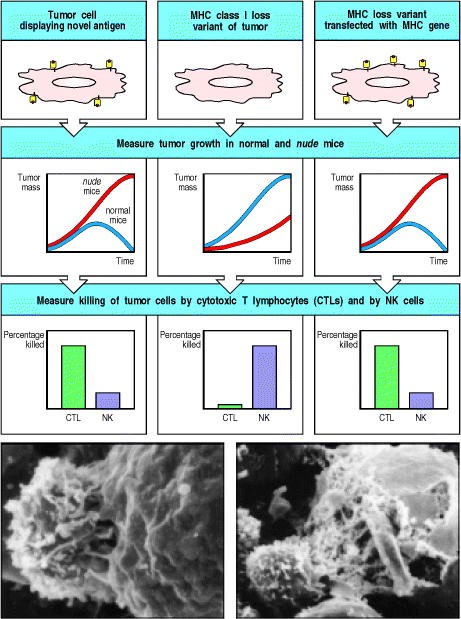 Tumor cell
displaying novel antigen
MHC class I loss
variant of tumor
MHC loss variant
transfected with MHC gene
Measure tumor growth in normal and nude mice
Tumor
mass
nude
mice
normal
mice
Time
Tumor
mass
Time
Tumor
mass
Time
Measure killing of tumor cells by cytotoxic T lymphocytes (CTLs) and by NK cells
Percentage
killed
CTL
NK
Percentage
killed
CTL
NK
Percentage
killed
CTL
NK